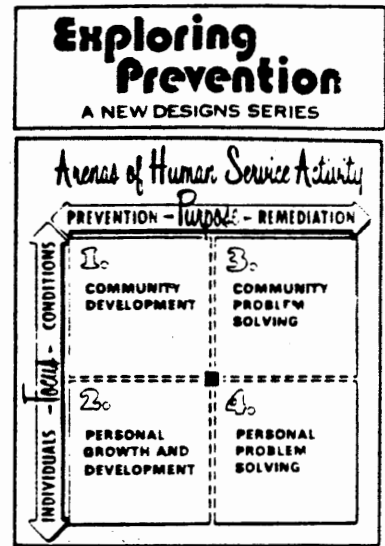 Exploring
Prevention
A NEW DESIGNS SERIES
Arenas of Human Service Activity
PREVENTION - Purpose - REMEDIATION
INDIVIDUALS - Focus - CONDITIONS
1.
COMMUNITY
DEVELOPMENT
3.
COMMUNITY
PROBLEM
SOLVING
2.
PERSONAL
GROWTH AND
DEVELOPMENT
4.
PERSONAL
PROBLEM
SOLVING